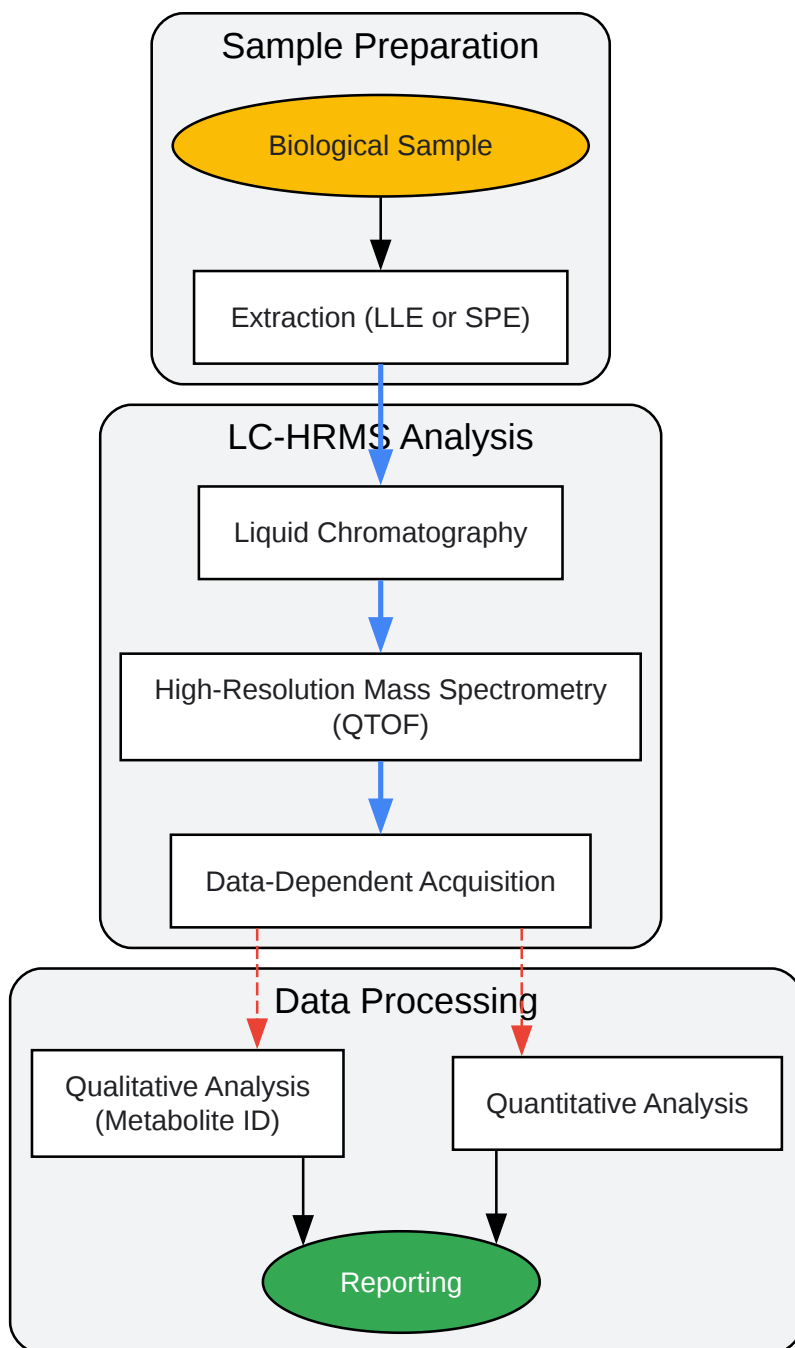 Sample Preparation
Biological Sample
Extraction (LLE or SPE)
LC-HRMS Analysis
Liquid Chromatography
High-Resolution Mass Spectrometry
(QTOF)
Data-Dependent Acquisition
Data Processing
Qualitative Analysis
(Metabolite ID)
Quantitative Analysis
Reporting